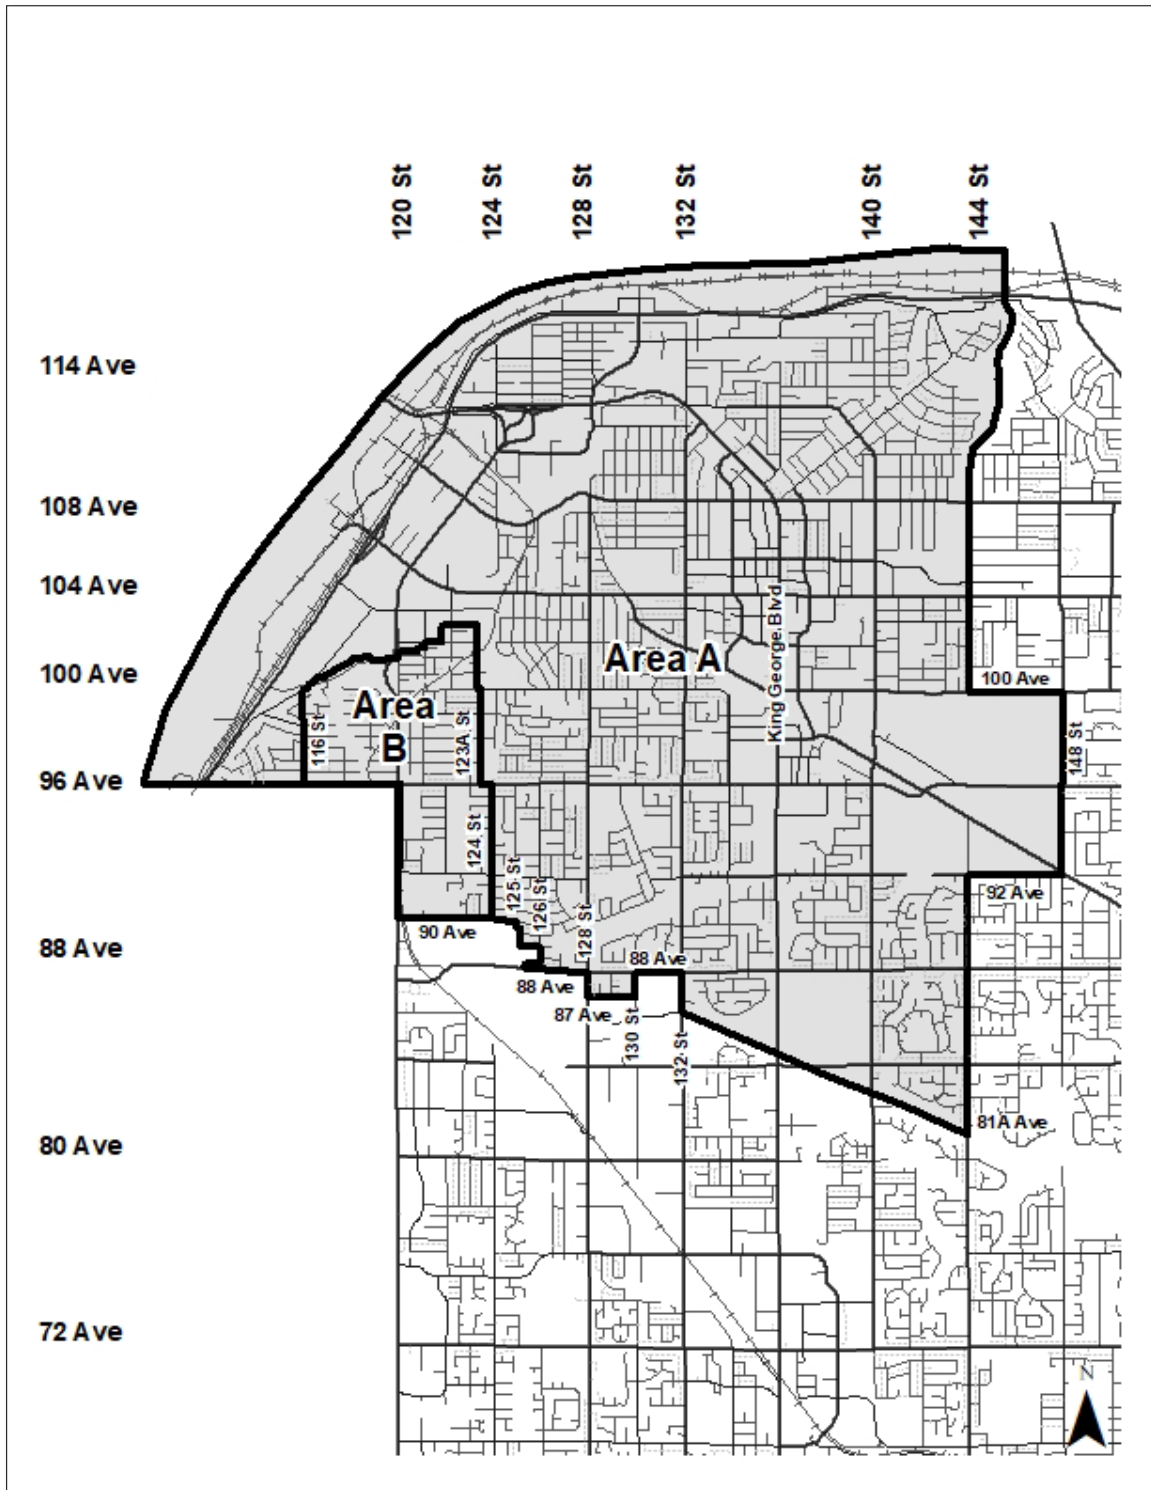 120 St
124 St
128 St
132 St
140 St
144 St
114 Ave
108 Ave
104 Ave
King George Blvd
Area A
100 Ave
100 Ave
Area
B
116 St
123A St
148 St
96 Ave
124 St
125 St
126 St
92 Ave
128 St
90 Ave
88 Ave
88 Ave
88 Ave
87 Ave
130 St
132 St
81A Ave
80 Ave
72 Ave
N